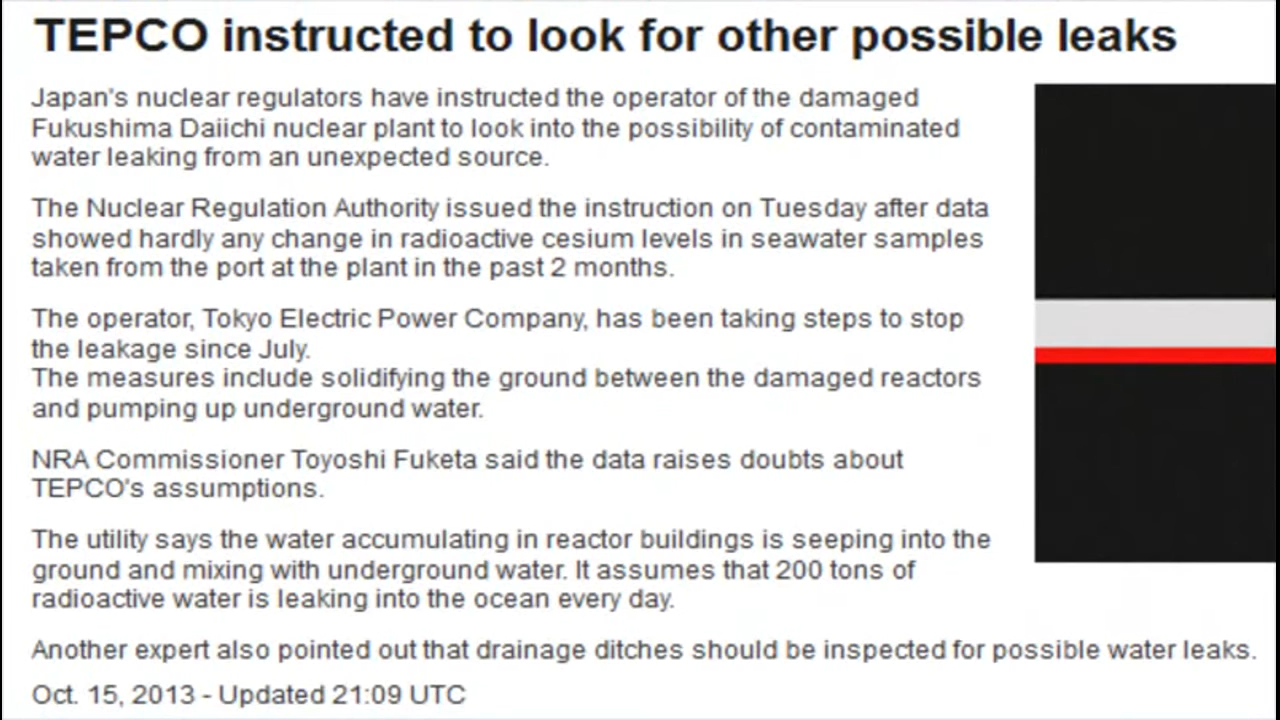 TEPCO instructed to look for other possible leaks
Japan's nuclear regulators have instructed the operator of the damaged
Fukushima Daiichi nuclear plant to look into the possibility of contaminated
water leaking from an unexpected source.
The Nuclear Regulation Authority issued the instruction on Tuesday after data
showed hardly any change in radioactive cesium levels in seawater samples
taken from the port at the plant in the past 2 months.
The operator, Tokyo Electric Power Company, has been taking steps to stop
the leakage since July.
The measures include solidifying the ground between the damaged reactors
and pumping up underground water.
NRA Commissioner Toyoshi Fuketa said the data raises doubts about
TEPCO's assumptions.
The utility says the water accumulating in reactor buildings is seeping into the
ground and mixing with underground water. It assumes that 200 tons of
radioactive water is leaking into the ocean every day.
Another expert also pointed out that drainage ditches should be inspected for possible water leaks.
Oct. 15, 2013 - Updated 21:09 UTC